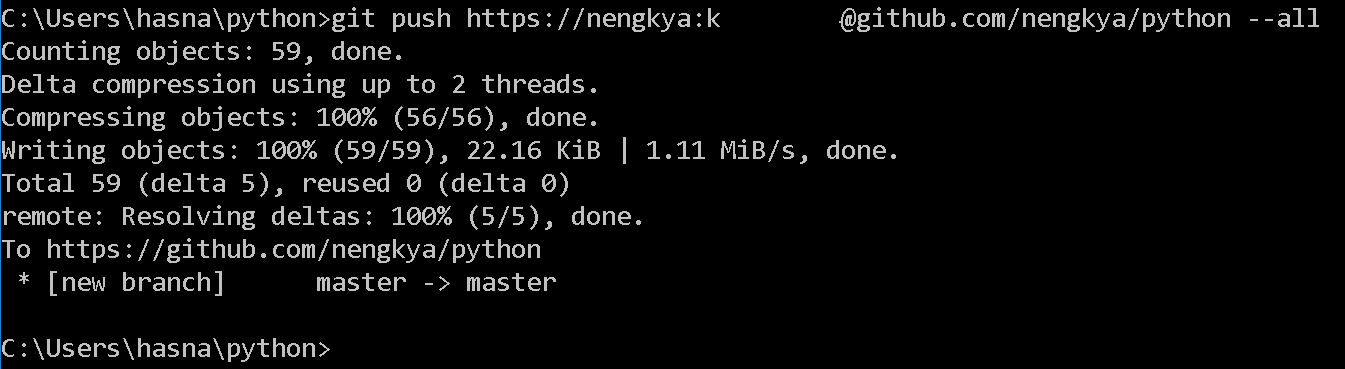 C:\Users\hasna\python>git push https://nengkya:k        @github.com/nengkya/python --all
Counting objects: 59, done.
Delta compression using up to 2 threads.
Compressing objects: 100% (56/56), done.
Writing objects: 100% (59/59), 22.16 KiB | 1.11 MiB/s, done.
Total 59 (delta 5), reused 0 (delta 0)
remote: Resolving deltas: 100% (5/5), done.
To https://github.com/nengkya/python
 * [new branch]      master -> master
C:\Users\hasna\python>